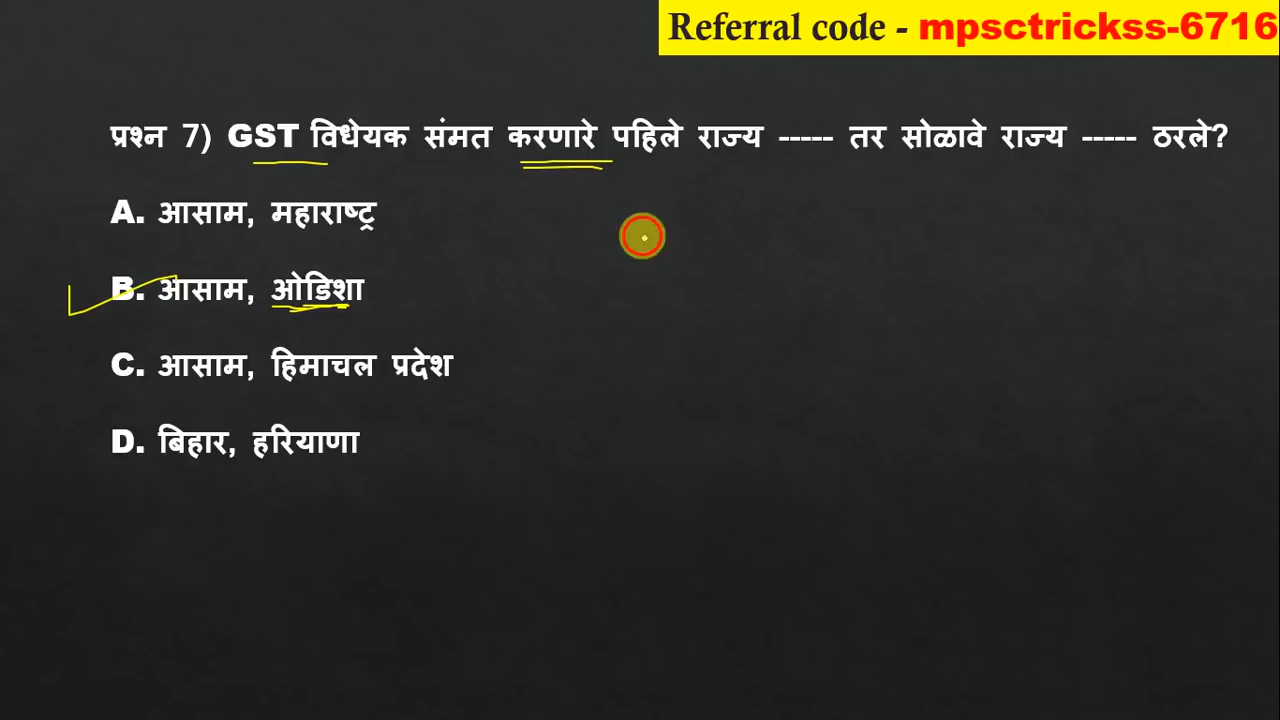 Referral code - mpsctrickss-6716
प्रश्न 7) GST विधेयक संमत करणारे पहिले राज्य ----- तर सोळावे राज्य ----- ठरले?
A. आसाम, महाराष्ट्र
B. आसाम, ओडिशा
C. आसाम, हिमाचल प्रदेश
D. बिहार, हरियाणा